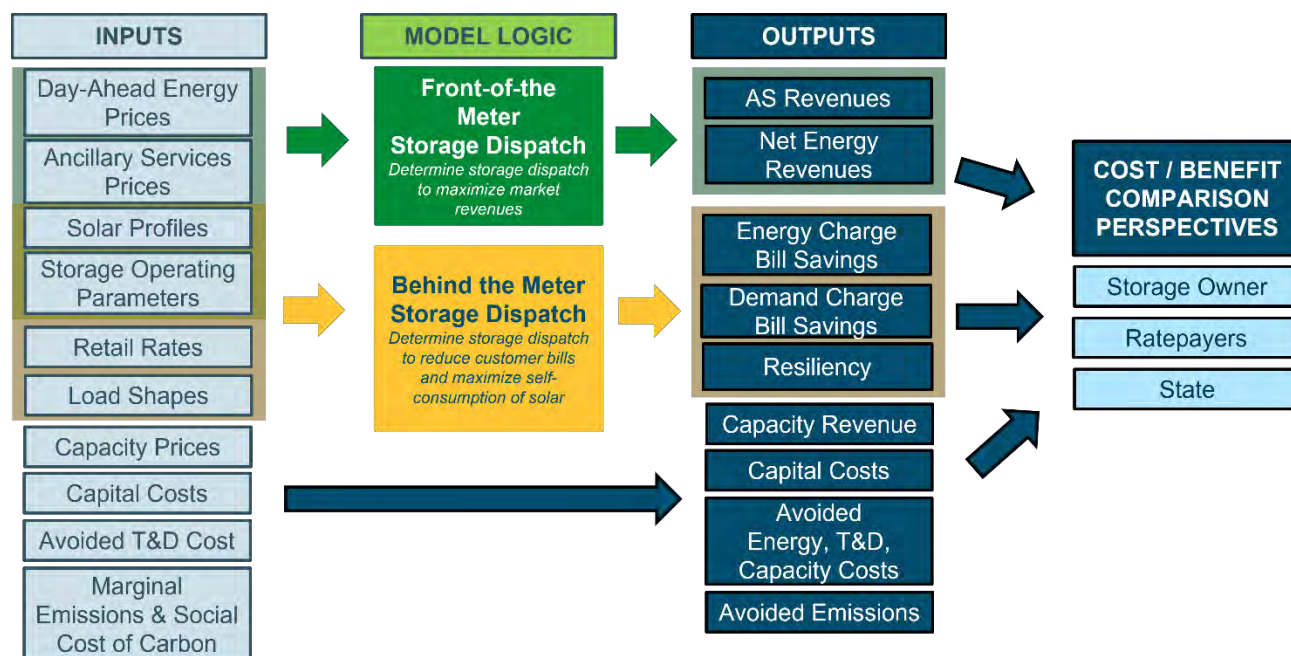 INPUTS
Day-Ahead Energy
Prices
Ancillary Services
Prices
Solar Profiles
Storage Operating
Parameters
Retail Rates
Load Shapes
Capacity Prices
Capital Costs
Avoided T&D Cost
Marginal
Emissions & Social
Cost of Carbon
MODEL LOGIC
Front-of-the
Meter
Storage Dispatch
Determine storage dispatch
to maximize market
revenues
Behind the Meter
Storage Dispatch
Determine storage dispatch
to reduce customer bills
and maximize self-
consumption of solar
OUTPUTS
AS Revenues
Net Energy
Revenues
Energy Charge
Bill Savings
Demand Charge
Bill Savings
Resiliency
Capacity Revenue
Capital Costs
Avoided
Energy, T&D,
Capacity Costs
Avoided Emissions
COST / BENEFIT
COMPARISON
PERSPECTIVES
Storage Owner
Ratepayers
State